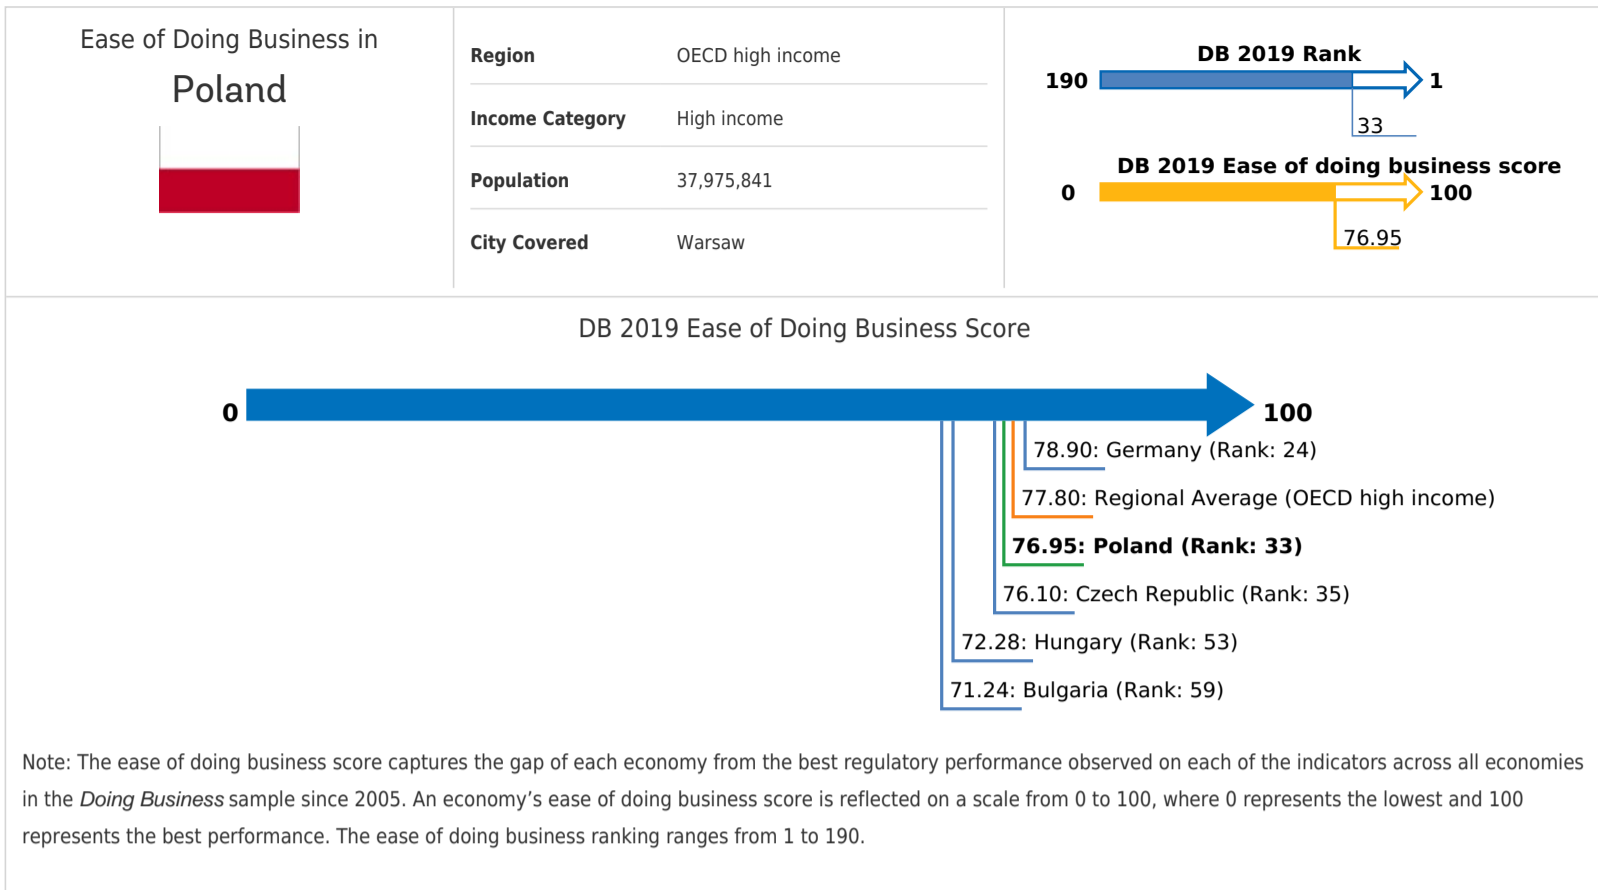 Ease of Doing Business in
Poland
Region OECD high income
Income Category High income
Population 37,975,841
City Covered Warsaw
DB 2019 Rank
190 1
33
DB 2019 Ease of doing business score
0 100
76.95
DB 2019 Ease of Doing Business Score
0 100
78.90: Germany (Rank: 24)
77.80: Regional Average (OECD high income)
76.95: Poland (Rank: 33)
76.10: Czech Republic (Rank: 35)
72.28: Hungary (Rank: 53)
71.24: Bulgaria (Rank: 59)
Note: The ease of doing business score captures the gap of each economy from the best regulatory performance observed on each of the indicators across all economies
in the Doing Business sample since 2005. An economy’s ease of doing business score is reflected on a scale from 0 to 100, where 0 represents the lowest and 100
represents the best performance. The ease of doing business ranking ranges from 1 to 190.